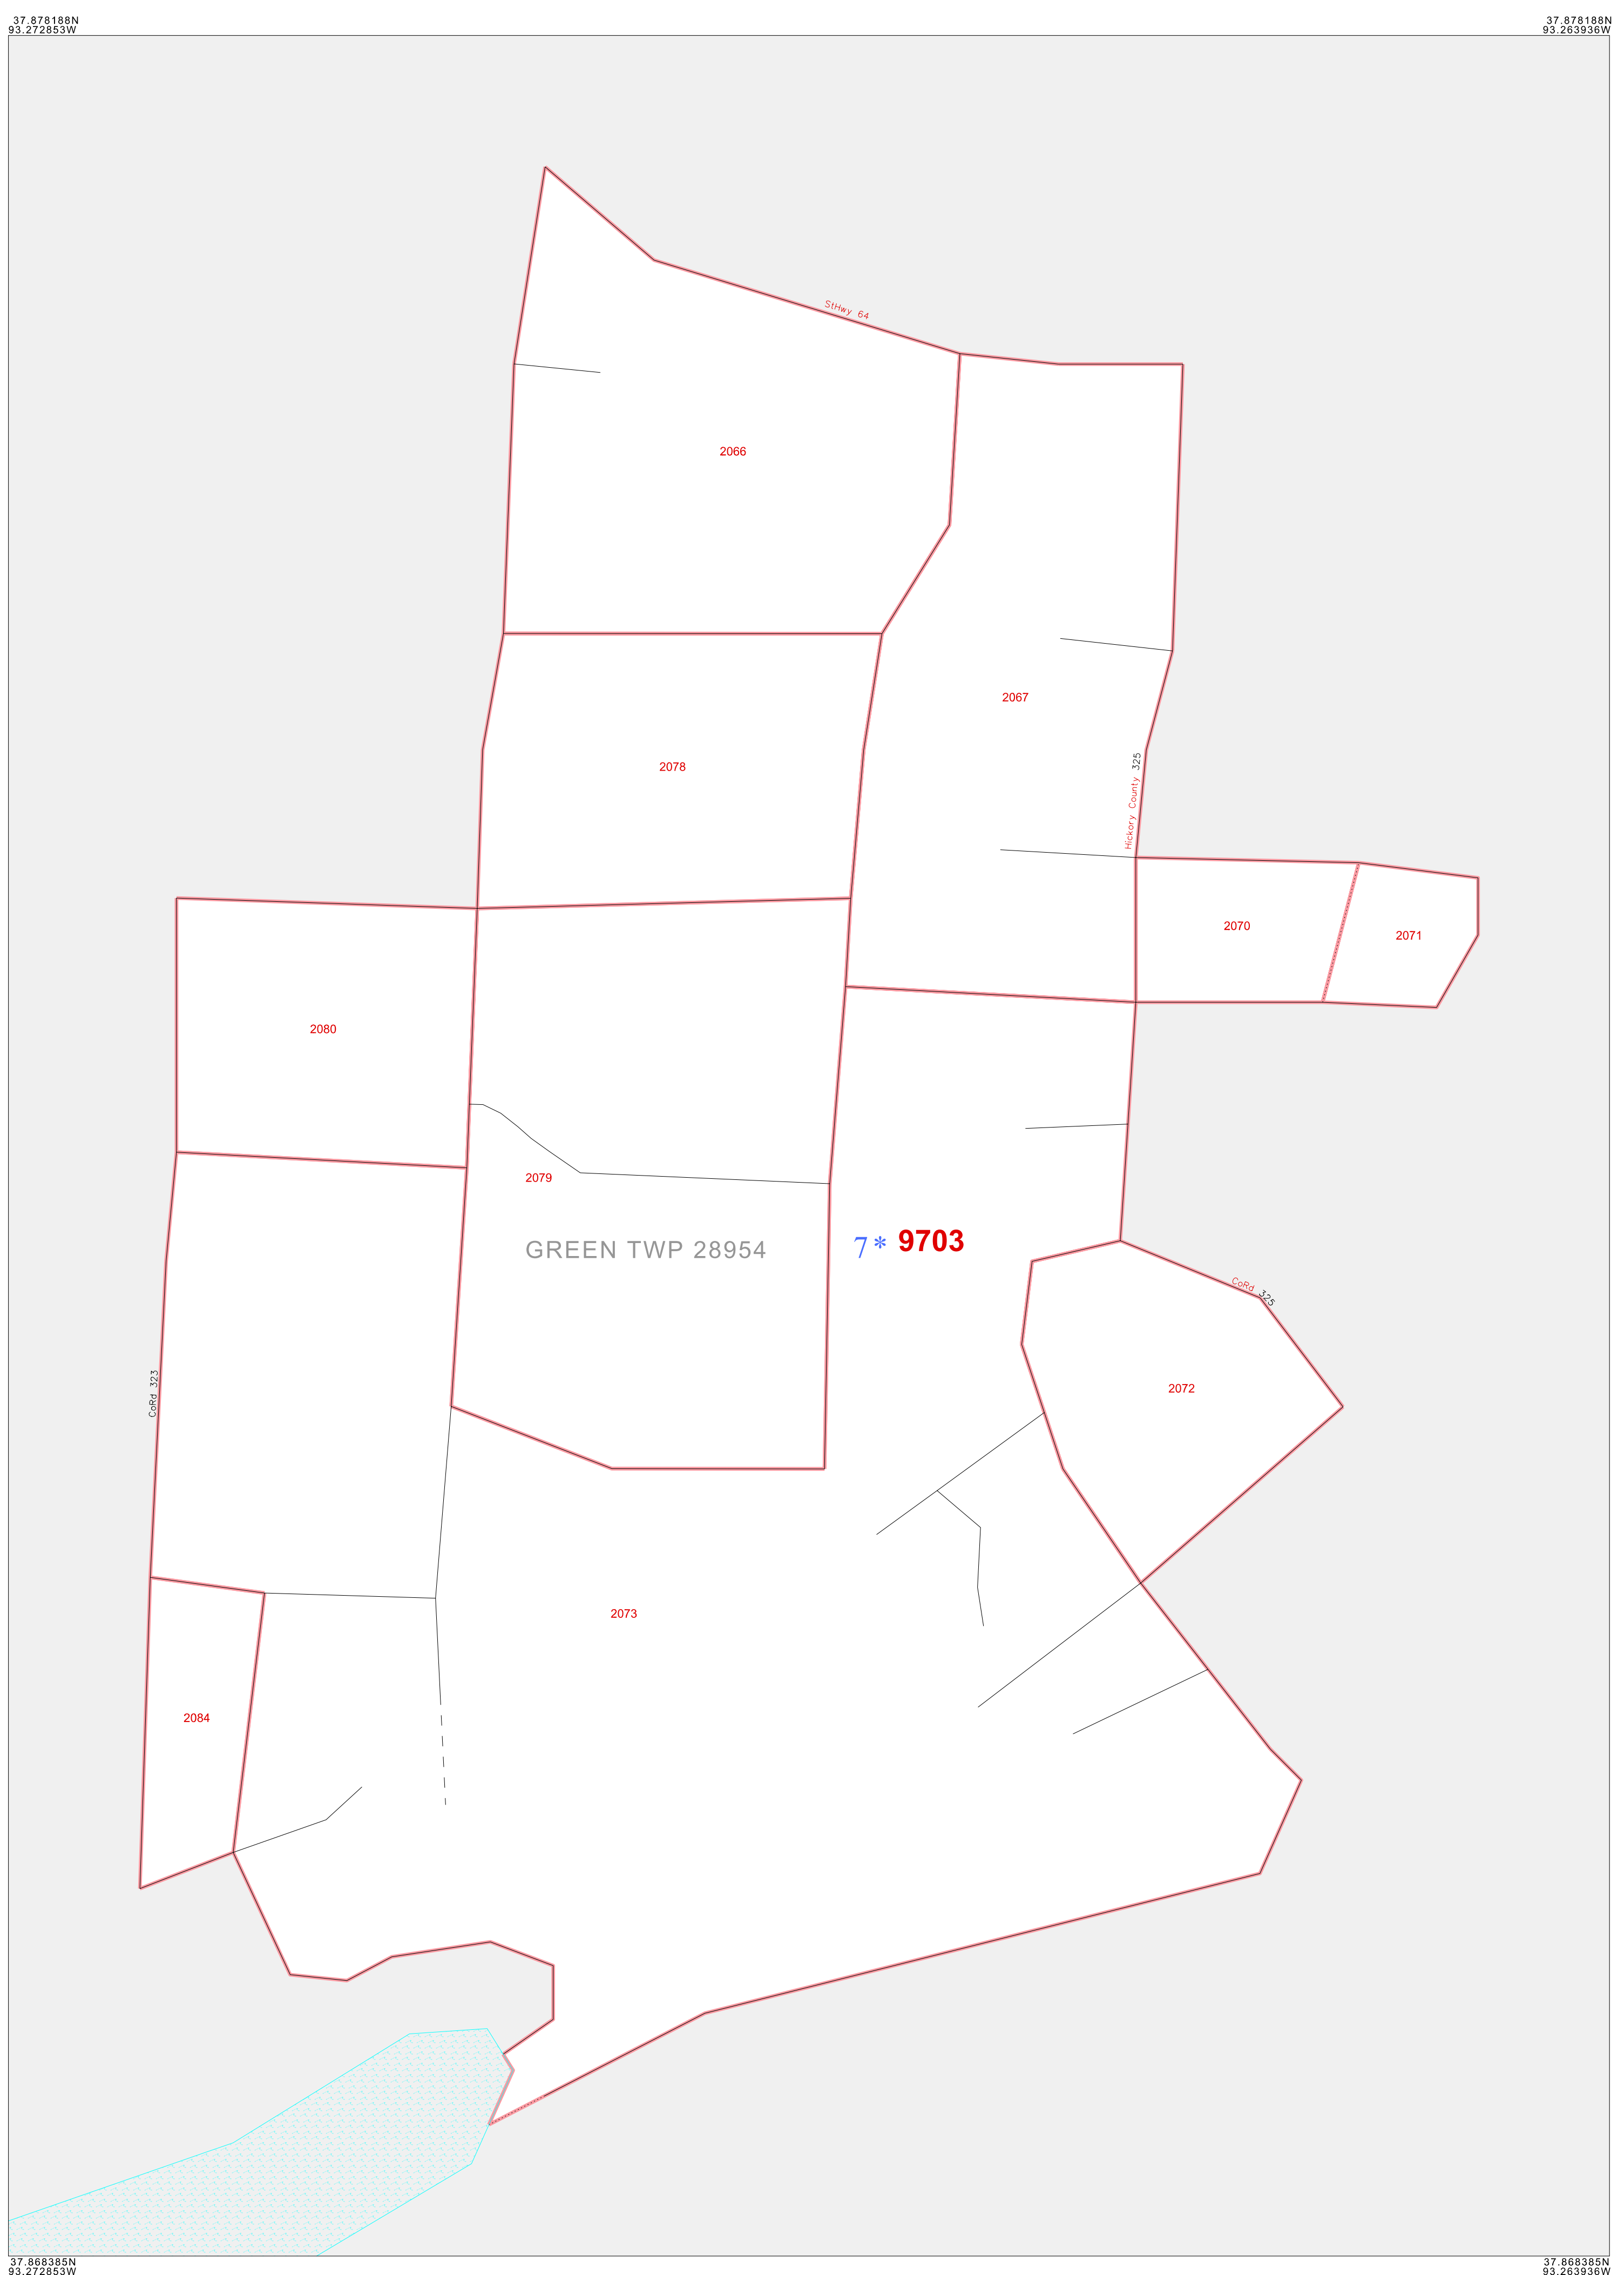 37.878188N
93.272853W
37.878188N
93.263936W
StHwy 64
2066
2067
Hickory County 325
2078
2070
2071
2080
2079
GREEN TWP 28954
7* 9703
CoRd 325
CoRd 323
2072
2073
2084
37.868385N
93.272853W
37.868385N
93.263936W